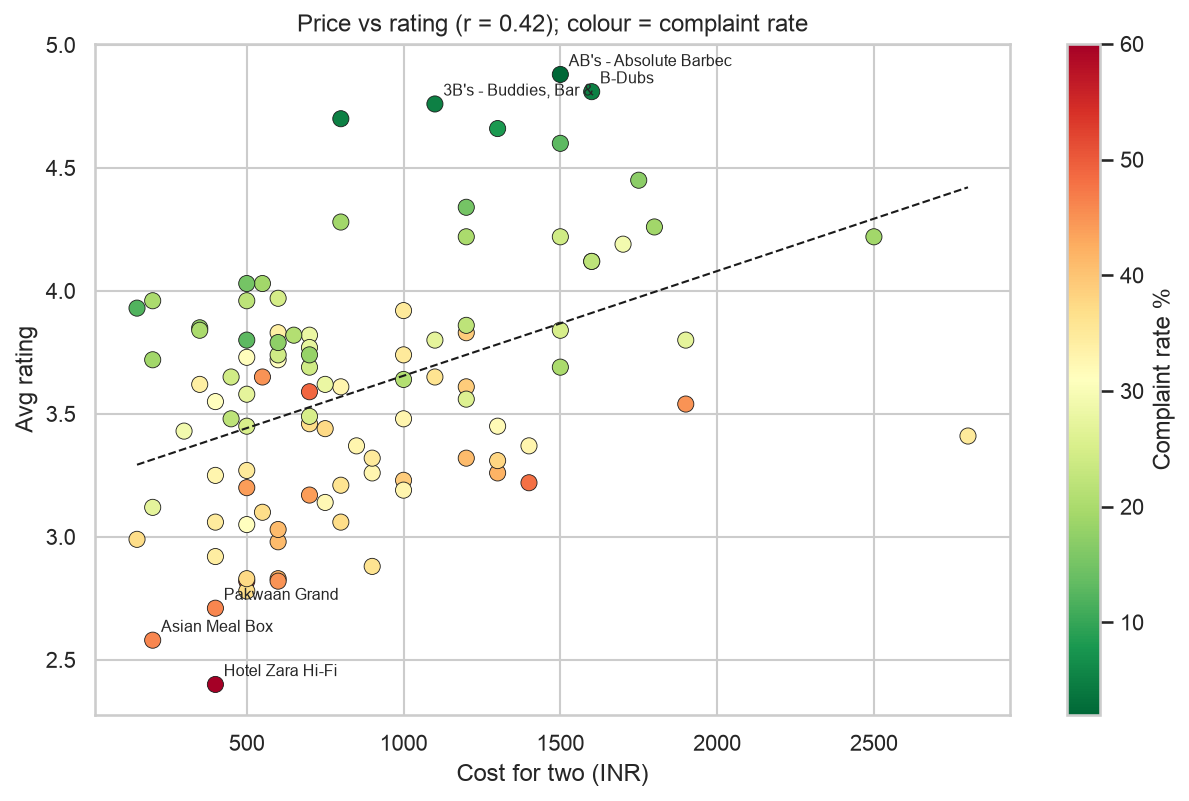 Price vs rating (r = 0.42); colour = complaint rate
5.0
4.5
4.0
3.5
3.0
2.5
Avg rating
AB's - Absolute Barbec
B-Dubs
3B's - Buddies, Bar &
Pakwaan Grand
Asian Meal Box
Hotel Zara Hi-Fi
500
1000
1500
2000
2500
Cost for two (INR)
60
50
40
30
20
10
Complaint rate %